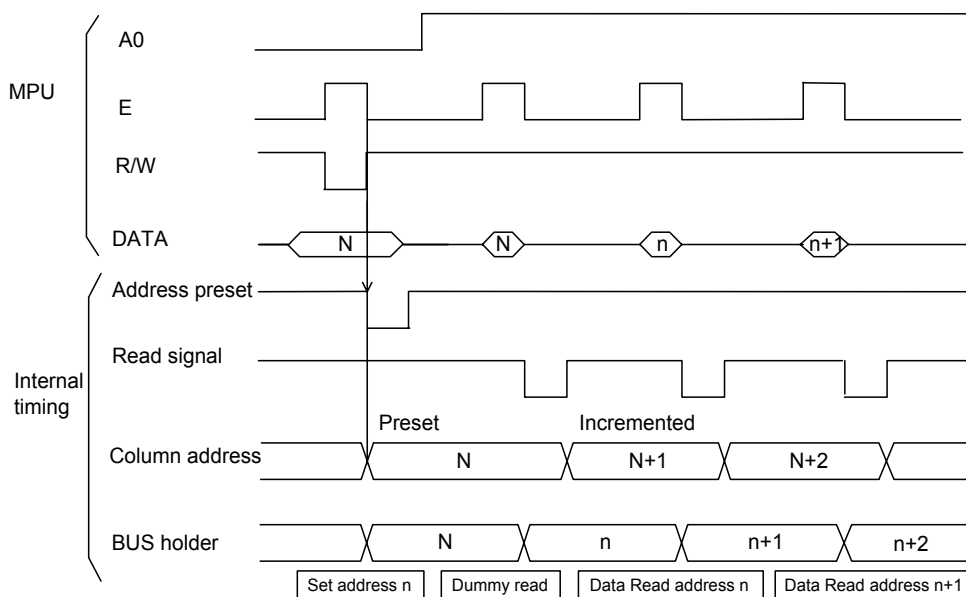 MPU
A0
E
R/W
DATA
N
N
n
n+1
Internal
timing
Address preset
Read signal
Preset
Incremented
Column address
N
N+1
N+2
BUS holder
N
n
n+1
n+2
Set address n
Dummy read
Data Read address n
Data Read address n+1